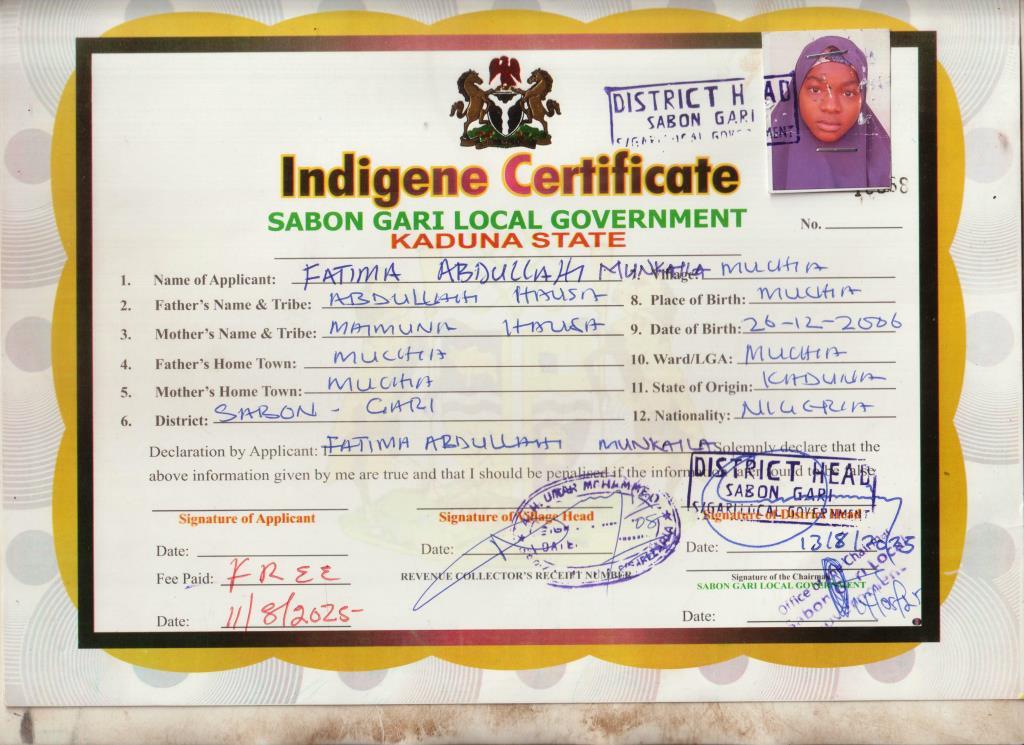 DISTRICT HEAD
SABON GARI
Indigene Certificate
SABON GARI LOCAL GOVERNMENT
KADUNA STATE
No.
1. Name of Applicant: FATIMA ABDULLAHI MUNKAILA 7. Village: MUCHIA
2. Father's Name & Tribe: ABDULLAHI HAUSA 8. Place of Birth: MUCHIA
3. Mother's Name & Tribe: MAIMUNA HAUSA 9. Date of Birth: 26-12-2006
4. Father's Home Town: MUCHIA 10. Ward/LGA: MUCHIA
5. Mother's Home Town: MUCHIA 11. State of Origin: KADUNA
6. District: SABON - GARI 12. Nationality: NIGERIA
Declaration by Applicant: FATIMA ABDULLAHI MUNKAILA Solemnly declare that the
above information given by me are true and that I should be penalised if the information later found to be false
DISTRICT HEAD
SABON GARI
S/GARI LOCAL GOVERNMENT
Signature of Applicant Signature of Village Head Signature of District Head
UMAR MOHAMMED
DATE
Date: Date: Date: 13/8/2025
Fee Paid: FREE REVENUE COLLECTOR'S RECEIPT NUMBER Signature of the Chairman
SABON GARI LOCAL GOVERNMENT
Date: 11/8/2025 Date: